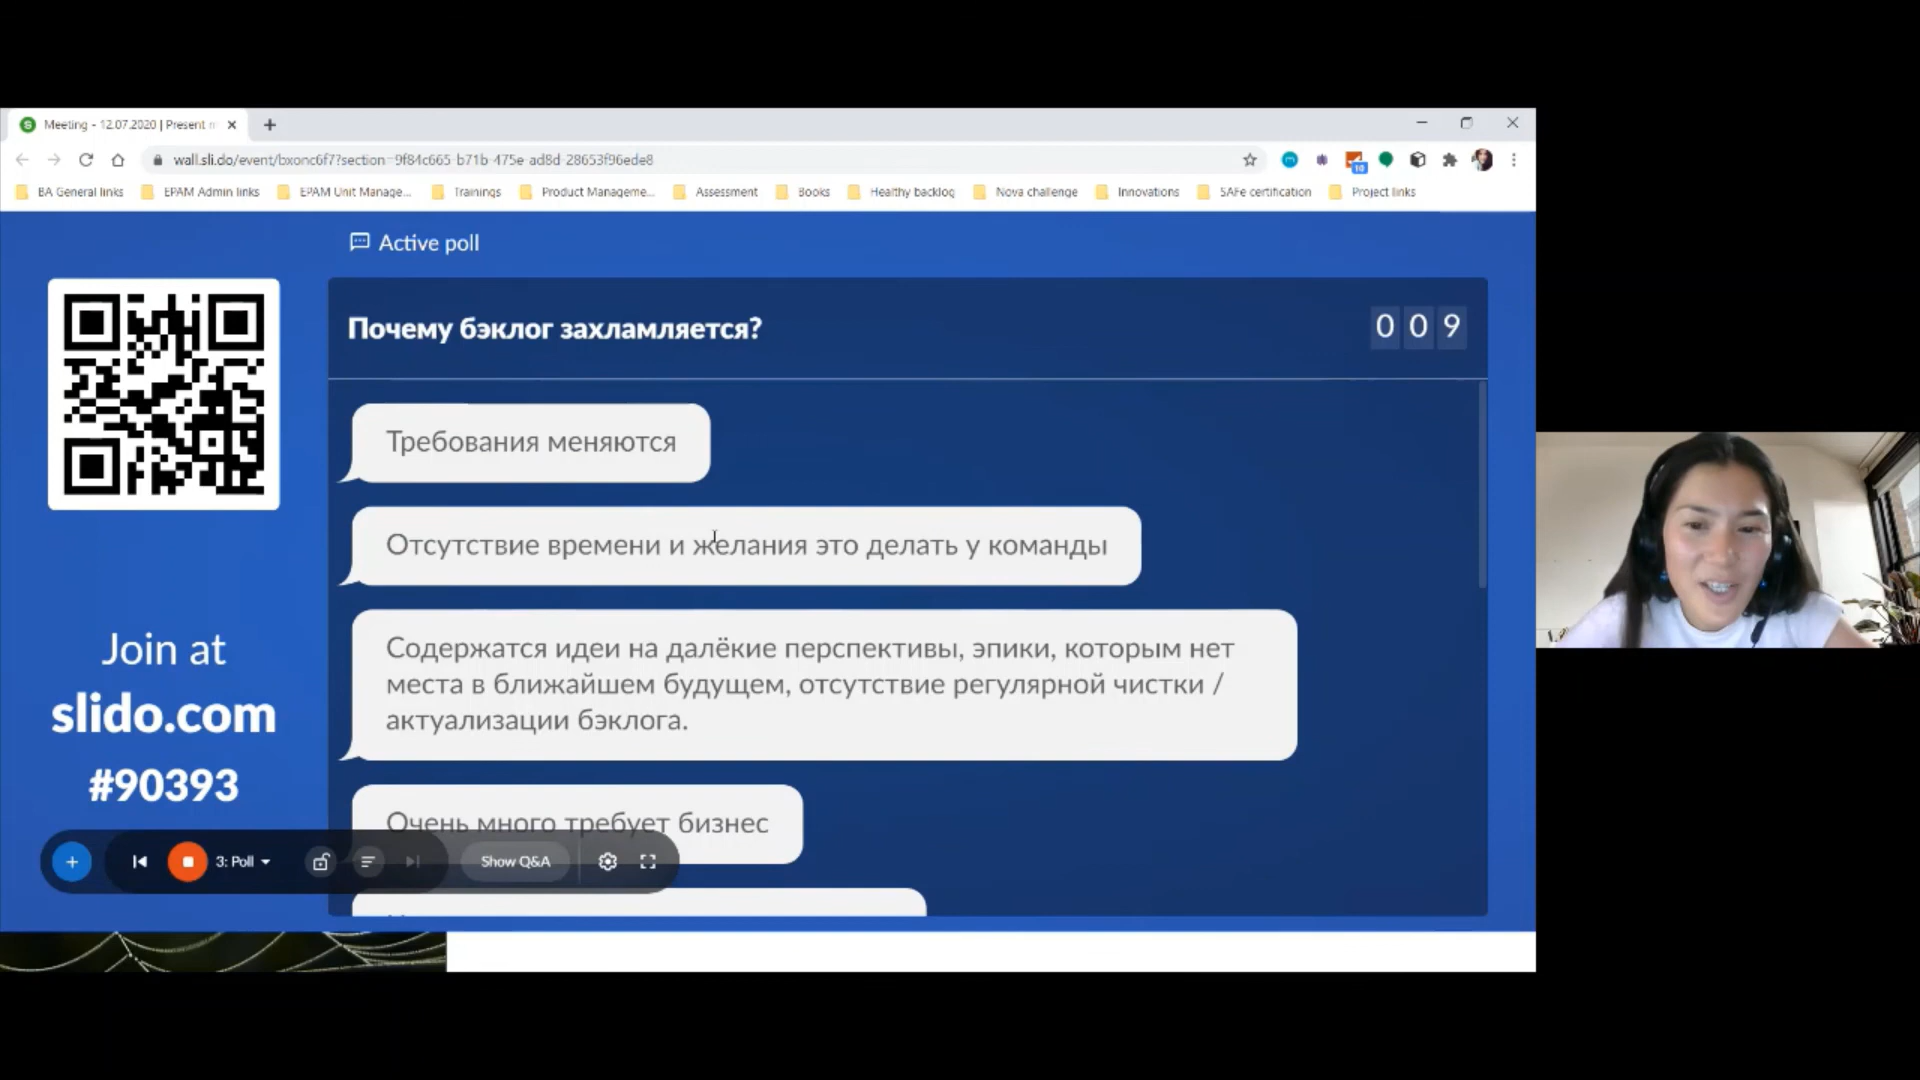 Meeting - 12.07.2020 | Present
wall.sli.do/event/bxonc6f7?section=9f84c665-b71b-475e-ad8d-28653f96ede8
10
BA General links EPAM Admin links EPAM Unit Manage... Trainings Product Manageme... Assessment Books Healthy backlog Nova challenge Innovations SAFe certification Project links
Active poll
Почему бэклог захламляется?
009
Требования меняются
Отсутствие времени и желания это делать у команды
Содержатся идеи на далёкие перспективы, эпики, которым нет
места в ближайшем будущем, отсутствие регулярной чистки /
актуализации бэклога.
Очень много требует бизнес
Join at
slido.com
#90393
3: Poll
Show Q&A